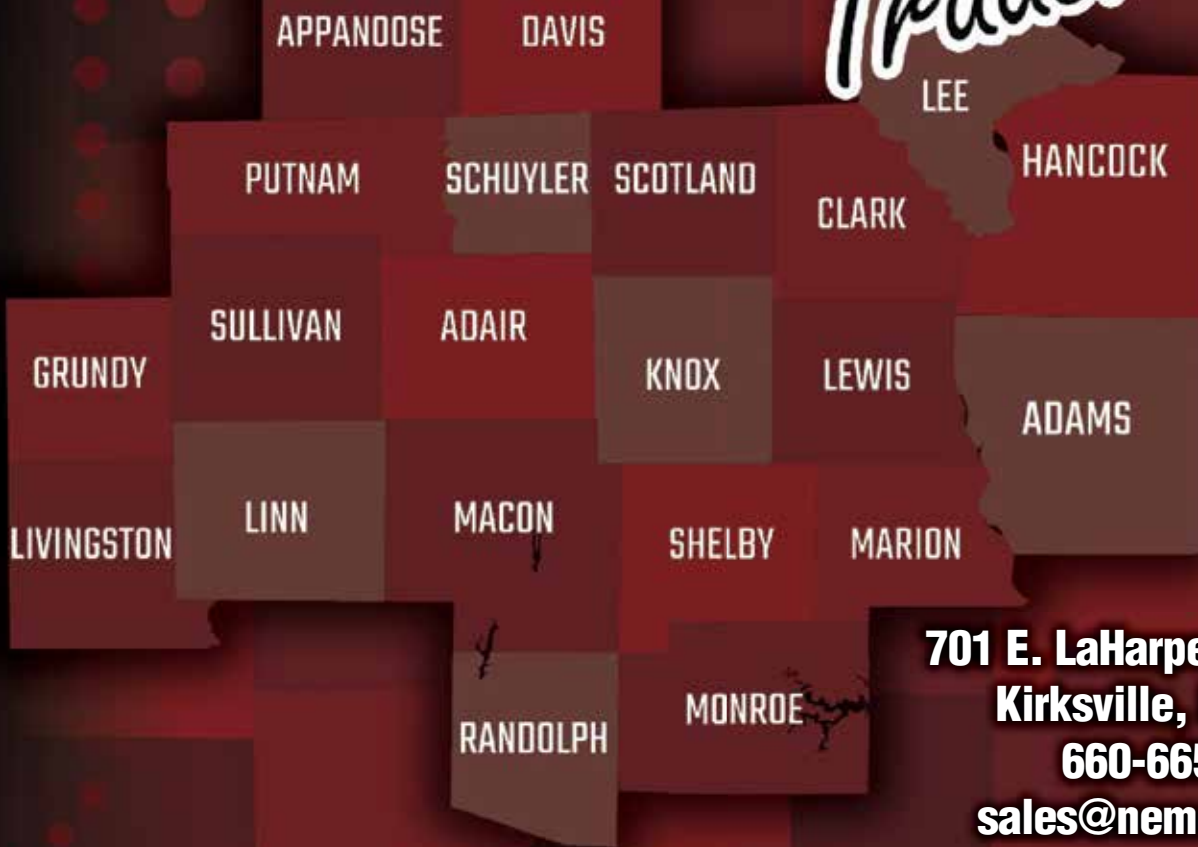 APPANOOSE DAVIS
LEE
HANCOCK
PUTNAM SCHUYLER SCOTLAND
CLARK
SULLIVAN ADAIR
GRUNDY
KNOX LEWIS
ADAMS
LINN MACON
LIVINGSTON SHELBY MARION
701 E. LaHarpe
Kirksville,
MONROE
RANDOLPH
660-665
sales@nem